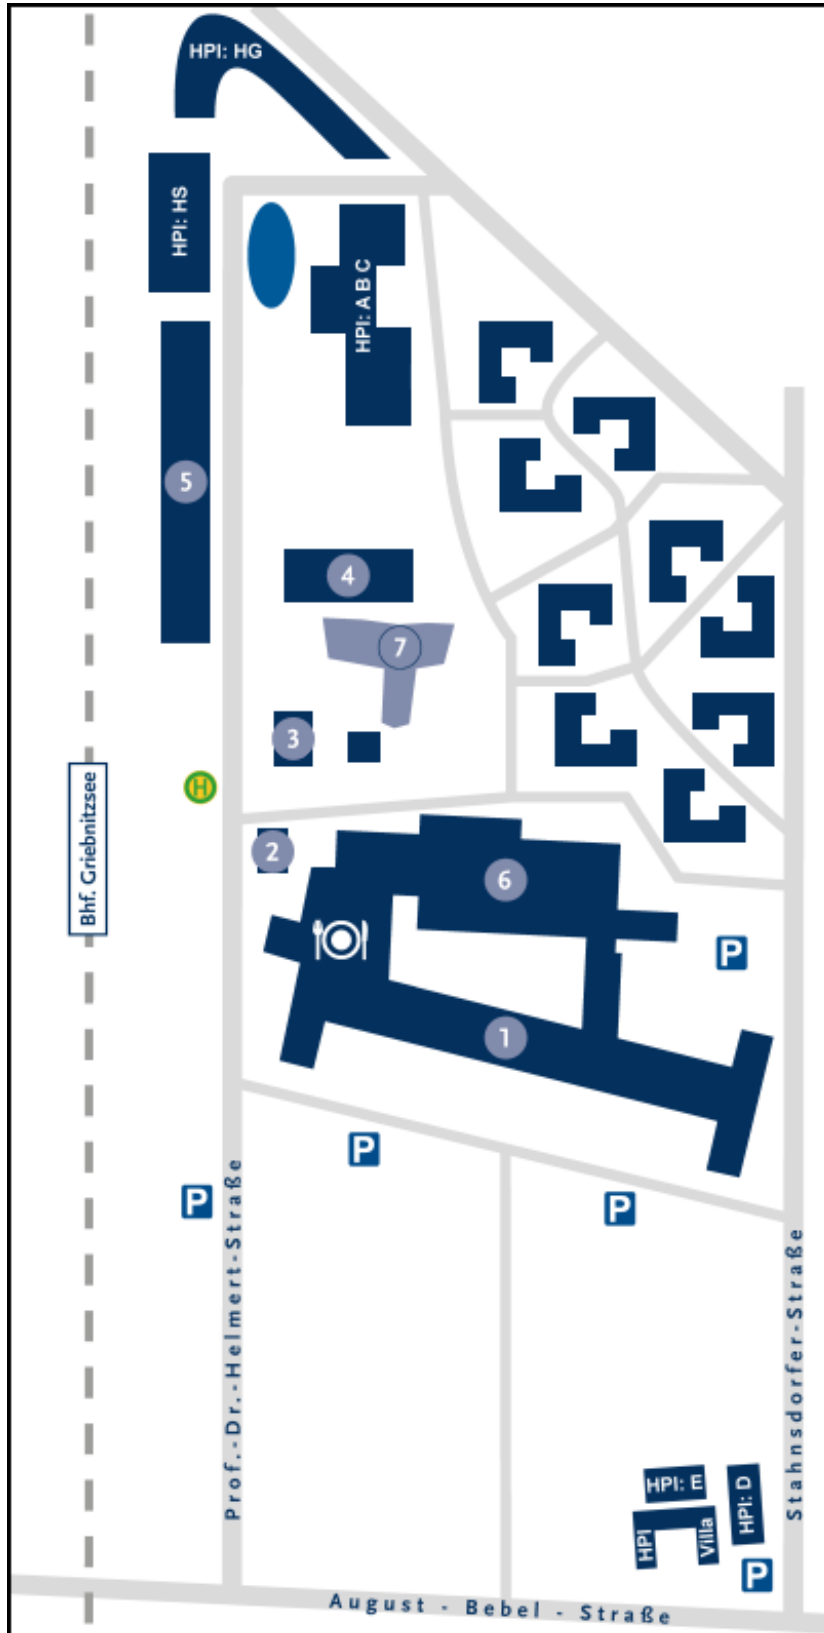 HPI: HG
HPI: HS
HPI: A B C
5
4
7
3
H
Bhf. Griebnitzsee
2
6
P
1
P
P
P
Prof.-Dr.-Helmert-Straße
Stahnsdorfer-Straße
HPI: E
HPI: D
HPI
Villa
P
August - Bebel - Straße